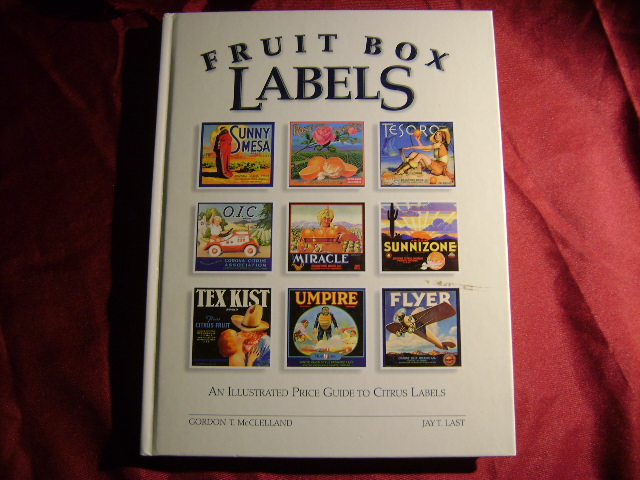 FRUIT BOX
LABELS
SUNNY
MESA
TESORO
O.I.C
CORONA CITRUS
ASSOCIATION
MIRACLE
SUNNIZONE
TEX KIST
CITRUS FRUIT
UMPIRE
FLYER
AN ILLUSTRATED PRICE GUIDE TO CITRUS LABELS
GORDON T. MCCLELLAND
JAY T. LAST